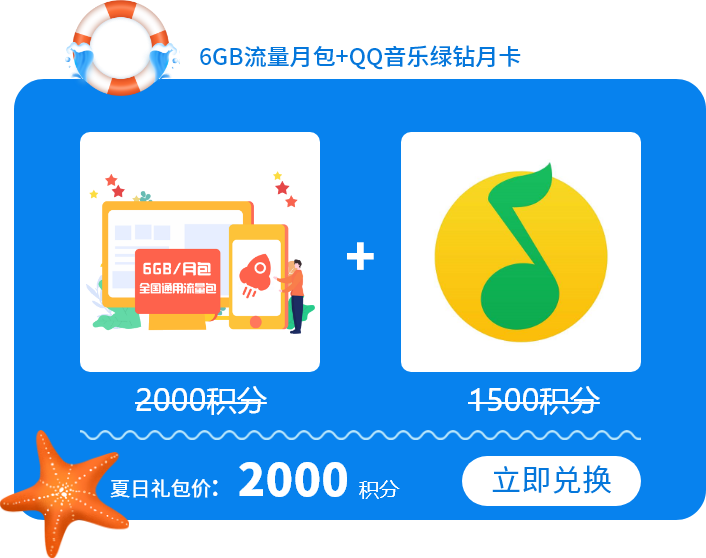 6GB流量月包+QQ音乐绿钻月卡
6GB/月包
全国通用流量包
+
2000积分
1500积分
夏日礼包价：2000 积分
立即兑换